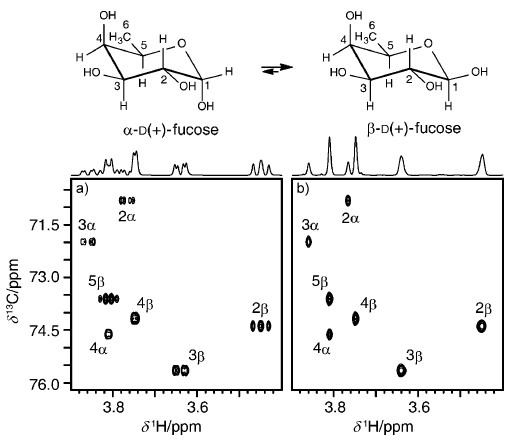 OH
6
H₃C
4
H
5
O
HO
H
H
3
2
OH
1
H
H
OH
α-D(+)-fucose
OH
6
H₃C
4
H
5
O
HO
H
OH
3
H
2
OH
1
H
H
β-D(+)-fucose
a)
2α
3α
5β
4β
2β
4α
3β
b)
2α
3α
5β
4β
2β
4α
3β
71.5
73.0
74.5
76.0
δ¹³C/ppm
3.8
3.6
δ¹H/ppm
3.8
3.6
δ¹H/ppm